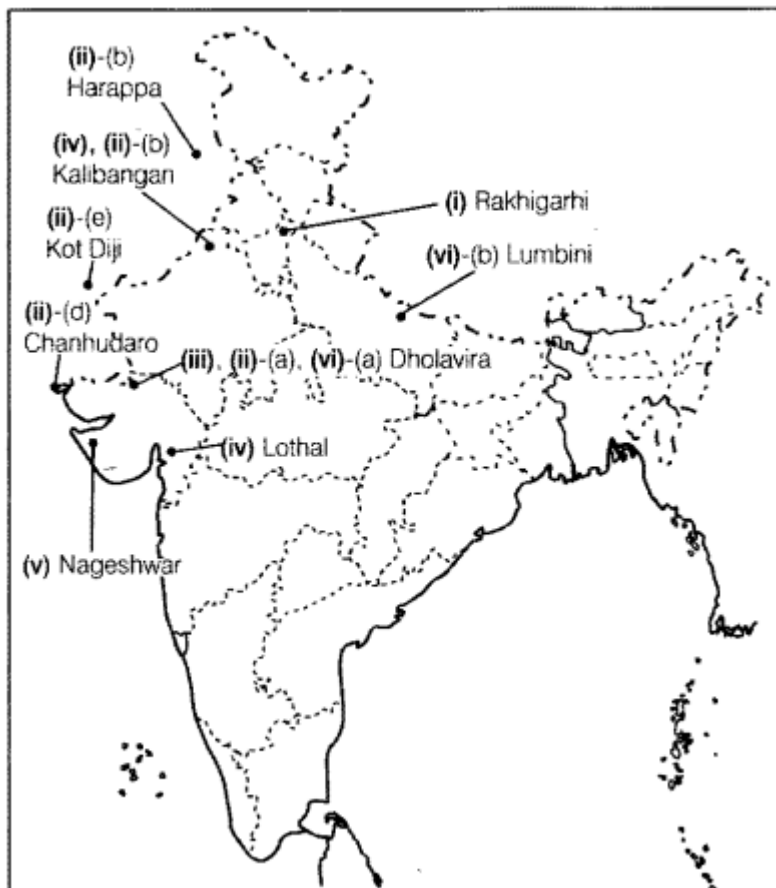 (ii)-(b)
Harappa
(iv), (ii)-(b)
Kalibangan
(i) Rakhigarhi
(ii)-(e)
Kot Diji
(vi)-(b) Lumbini
(ii)-(d)
Chanhudaro
(iii), (ii)-(a), (vi)-(a) Dholavira
(iv) Lothal
(v) Nageshwar